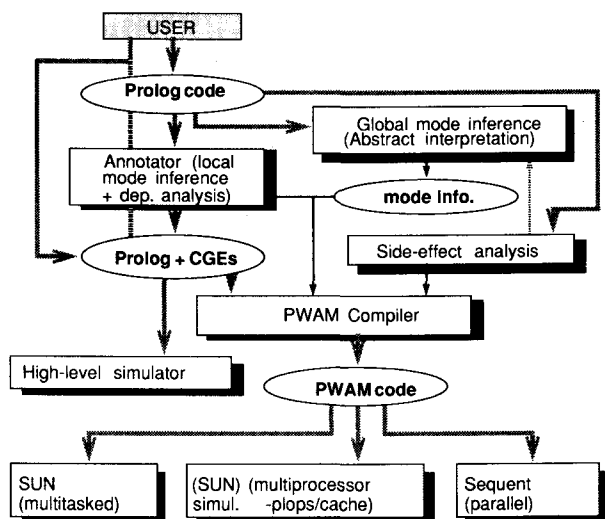 USER
Prolog code
Global mode inference
(Abstract interpretation)
Annotator (local
mode inference
+ dep. analysis)
mode info.
Prolog + CGEs
Side-effect analysis
PWAM Compiler
High-level simulator
PWAM code
SUN
(multitasked)
(SUN) (multiprocessor
simul. -plops/cache)
Sequent
(parallel)